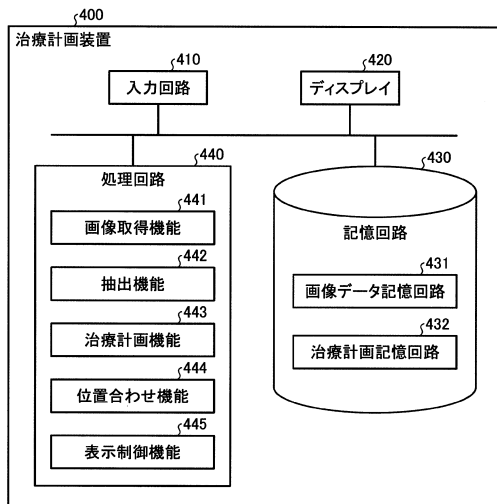 400
治療計画装置
410
入力回路
420
ディスプレイ
440
処理回路
441
画像取得機能
442
抽出機能
443
治療計画機能
444
位置合わせ機能
445
表示制御機能
430
記憶回路
431
画像データ記憶回路
432
治療計画記憶回路